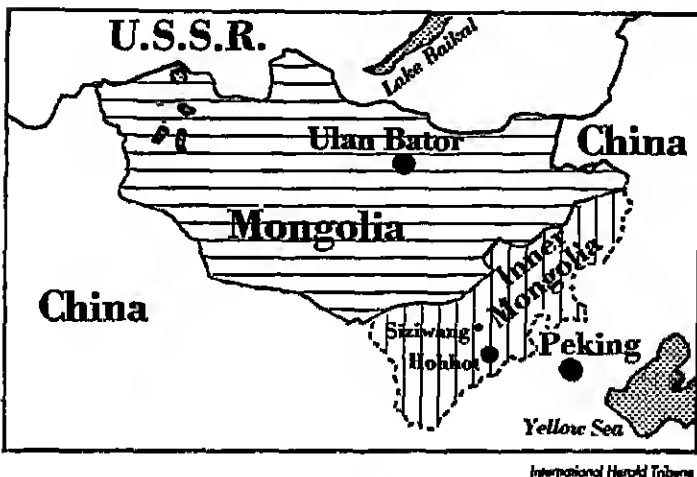 U.S.S.R.
Lake Baikal
Ulan Bator
China
Mongolia
Inner
Mongolia
China
Siziwang
Hohhot
Peking
Yellow Sea
International Herald Tribune